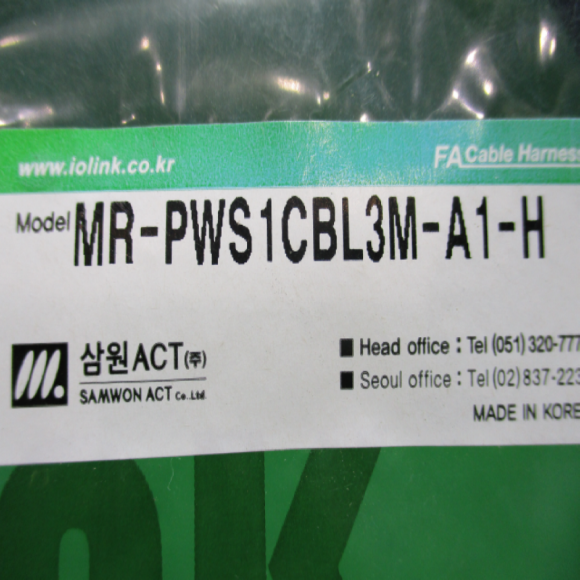 www.iolink.co.kr
FA Cable Harness
Model MR-PWS1CBL3M-A1-H
삼원ACT(주)
SAMWON ACT Co.,Ltd.
■ Head office : Tel (051) 320-777
■ Seoul office : Tel (02) 837-223
MADE IN KORE